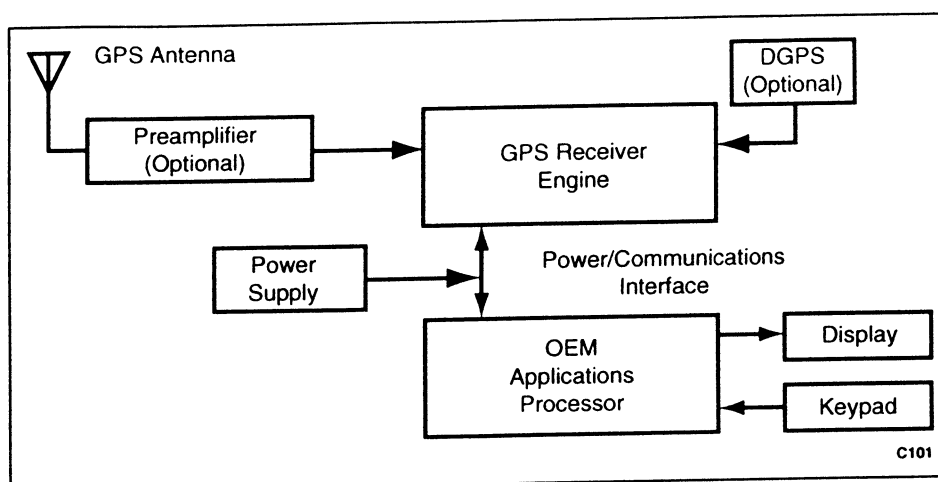 GPS Antenna
DGPS
(Optional)
Preamplifier
(Optional)
GPS Receiver
Engine
Power
Supply
Power/Communications
Interface
OEM
Applications
Processor
Display
Keypad
C101